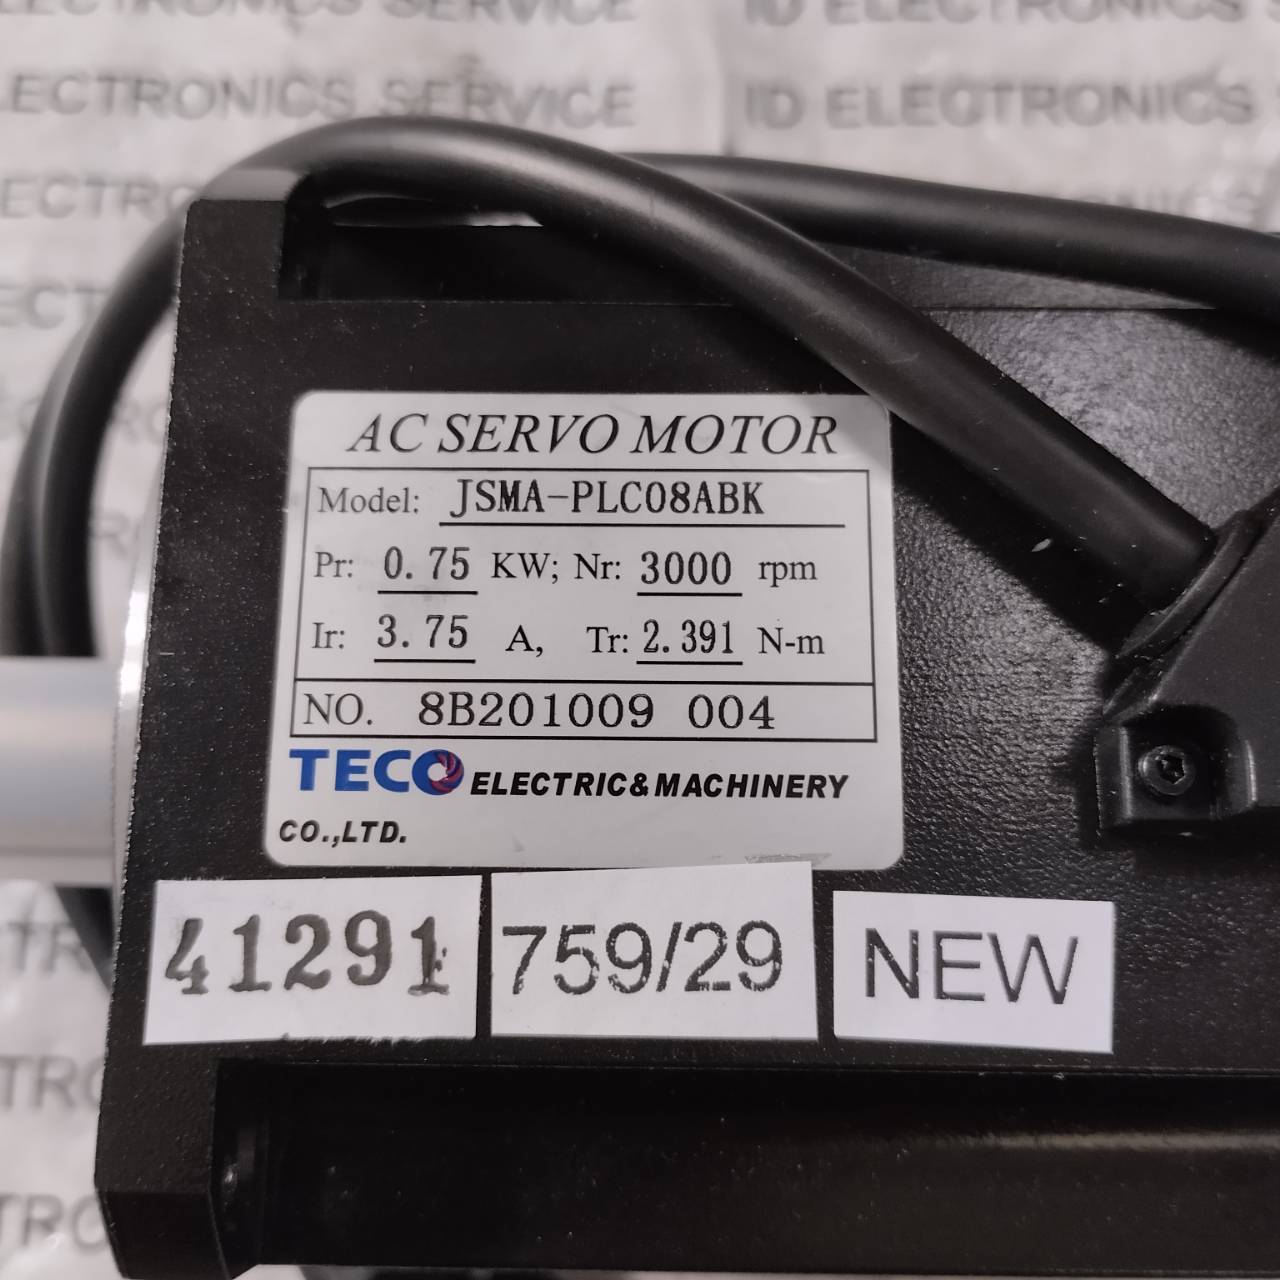 ELECTRONICS SERVICE
ID ELECTRONICS
AC SERVO MOTOR
Model: JSMA-PLC08ABK
Pr: 0.75 KW; Nr: 3000 rpm
Ir: 3.75 A, Tr: 2.391 N-m
NO. 8B201009 004
TECO ELECTRIC&MACHINERY
CO.,LTD.
41291 759/29 NEW